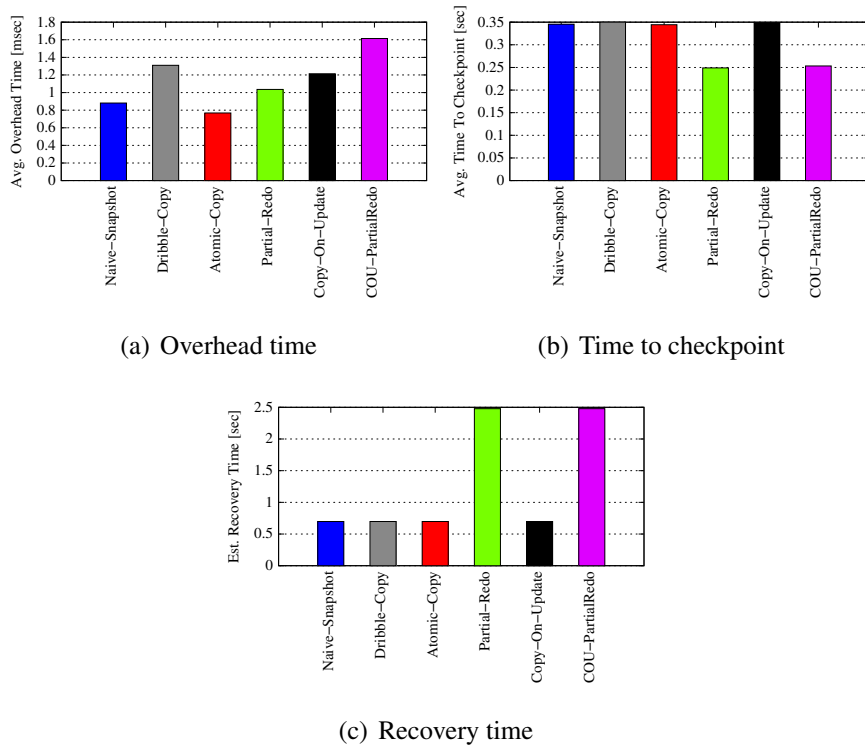 Avg. Overhead Time [msec]
1.8
1.6
1.4
1.2
1
0.8
0.6
0.4
0.2
0
Naive−Snapshot
Dribble−Copy
Atomic−Copy
Partial−Redo
Copy−On−Update
COU−PartialRedo
(a) Overhead time
Avg. Time To Checkpoint [sec]
0.35
0.3
0.25
0.2
0.15
0.1
0.05
0
Naive−Snapshot
Dribble−Copy
Atomic−Copy
Partial−Redo
Copy−On−Update
COU−PartialRedo
(b) Time to checkpoint
Est. Recovery Time [sec]
2.5
2
1.5
1
0.5
0
Naive−Snapshot
Dribble−Copy
Atomic−Copy
Partial−Redo
Copy−On−Update
COU−PartialRedo
(c) Recovery time